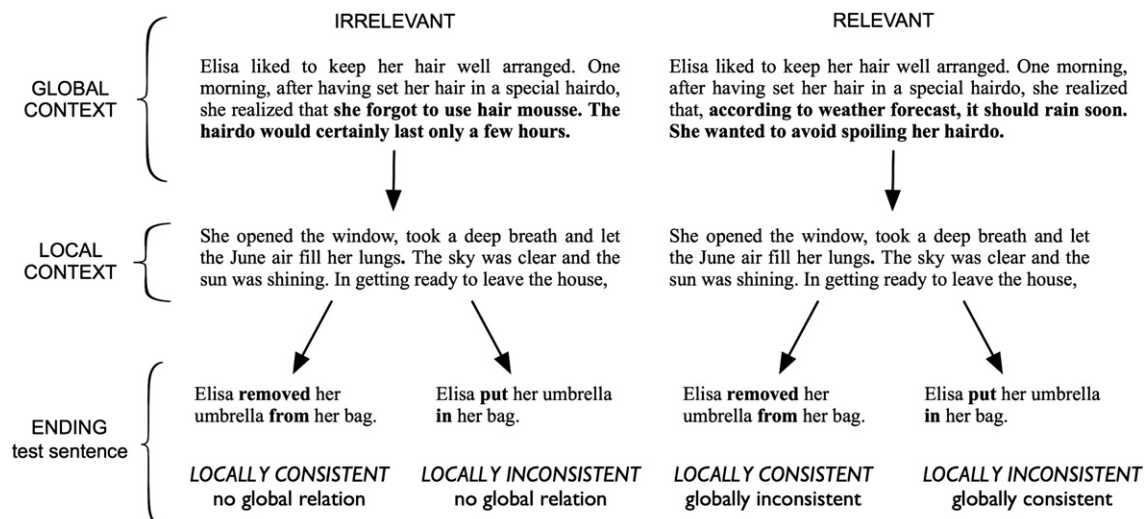 IRRELEVANT
RELEVANT
GLOBAL
CONTEXT
Elisa liked to keep her hair well arranged. One
morning, after having set her hair in a special hairdo,
she realized that she forgot to use hair mousse. The
hairdo would certainly last only a few hours.
Elisa liked to keep her hair well arranged. One
morning, after having set her hair in a special hairdo, she realized
that, according to weather forecast, it should rain soon.
She wanted to avoid spoiling her hairdo.
LOCAL
CONTEXT
She opened the window, took a deep breath and let
the June air fill her lungs. The sky was clear and the
sun was shining. In getting ready to leave the house,
She opened the window, took a deep breath and let
the June air fill her lungs. The sky was clear and the
sun was shining. In getting ready to leave the house,
ENDING
test sentence
Elisa removed her
umbrella from her bag.
Elisa put her umbrella
in her bag.
Elisa removed her
umbrella from her bag.
Elisa put her umbrella
in her bag.
LOCALLY CONSISTENT
no global relation
LOCALLY INCONSISTENT
no global relation
LOCALLY CONSISTENT
globally inconsistent
LOCALLY INCONSISTENT
globally consistent